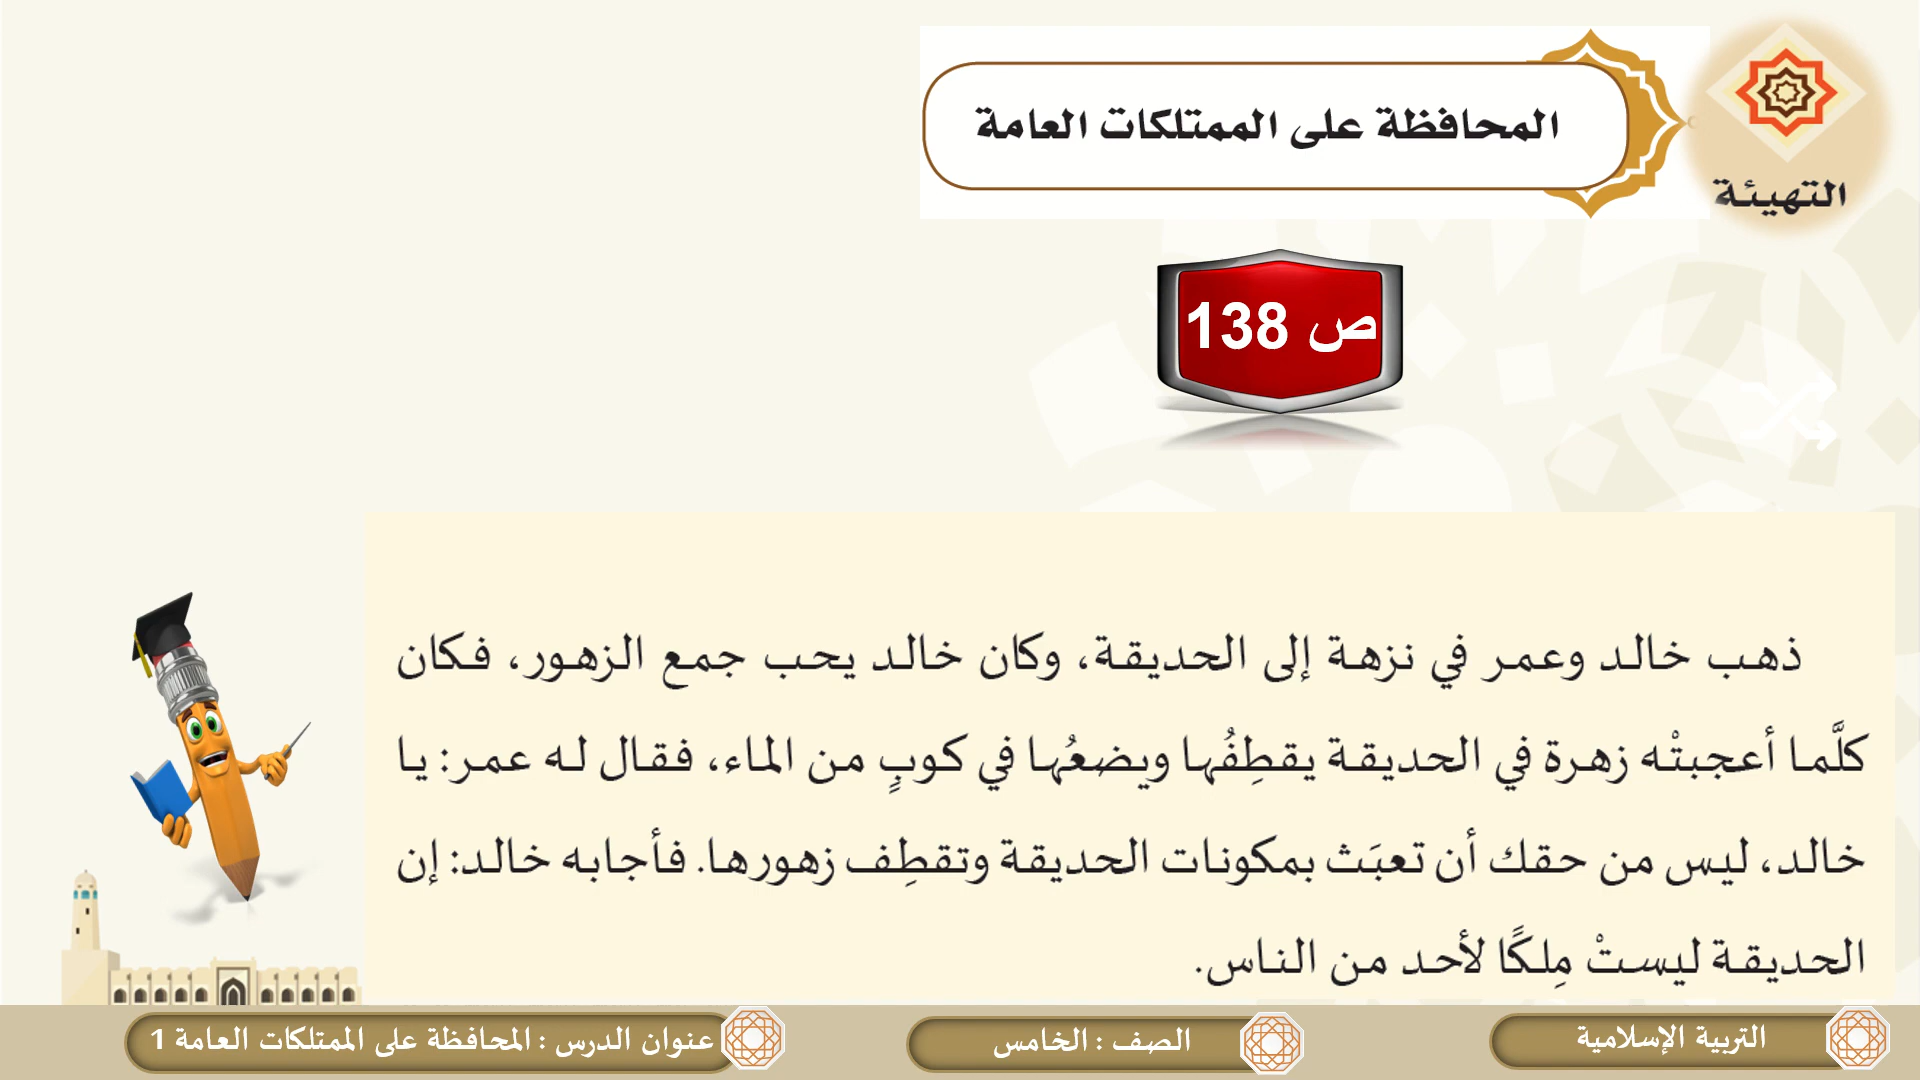 المحافظة على الممتلكات العامة
التهيئة
ص 138
ذهب خالد وعمر في نزهة إلى الحديقة، وكان خالد يحب جمع الزهور، فكان
كلَّما أعجبتْه زهرة في الحديقة يقطِفُها ويضعُها في كوبٍ من الماء، فقال له عمر: يا
خالد، ليس من حقك أن تعبَث بمكونات الحديقة وتقطِف زهورها. فأجابه خالد: إن
الحديقة ليستْ مِلكًا لأحد من الناس.
التربية الإسلامية
الصف : الخامس
عنوان الدرس : المحافظة على الممتلكات العامة 1